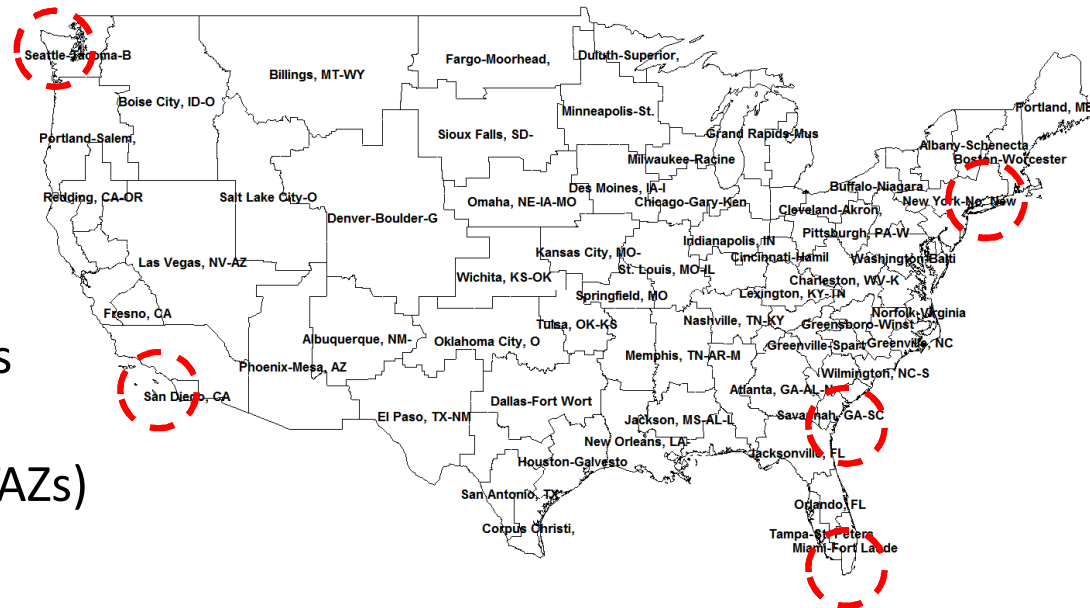 Seattle-Tacoma-B
Fargo-Moorhead,
Duluth-Superior,
Billings, MT-WY
Boise City, ID-O
Minneapolis-St.
Portland, ME
Portland-Salem,
Sioux Falls, SD-
Grand Rapids-Mus
Albany-Schenecta
Boston-Worcester
Milwaukee-Racine
Redding, CA-OR
Salt Lake City-O
Omaha, NE-IA-MO
Des Moines, IA-I
Chicago-Gary-Ken
Buffalo-Niagara
New York-No. New
Denver-Boulder-G
Cleveland-Akron,
Pittsburgh, PA-W
Las Vegas, NV-AZ
Kansas City, MO-
Indianapolis, IN
Cincinnati-Hamil
Washington-Balti
Wichita, KS-OK
St. Louis, MO-IL
Charleston, WV-K
Springfield, MO
Lexington, KY-TN
Fresno, CA
Norfolk-Virginia
Tulsa, OK-KS
Nashville, TN-KY
Greensboro-Winst
Albuquerque, NM-
Oklahoma City, O
Greenville-Spart
Greenville, NC
s
Phoenix-Mesa, AZ
Memphis, TN-AR-M
Wilmington, NC-S
San Diego, CA
Dallas-Fort Wort
Atlanta, GA-AL-N
El Paso, TX-NM
Jackson, MS-AL-L
Savannah, GA-SC
New Orleans, LA-
Jacksonville, FL
Houston-Galvesto
AZs)
San Antonio, TX
Orlando, FL
Corpus Christi,
Tampa-St. Peters
Miami-Fort Laude